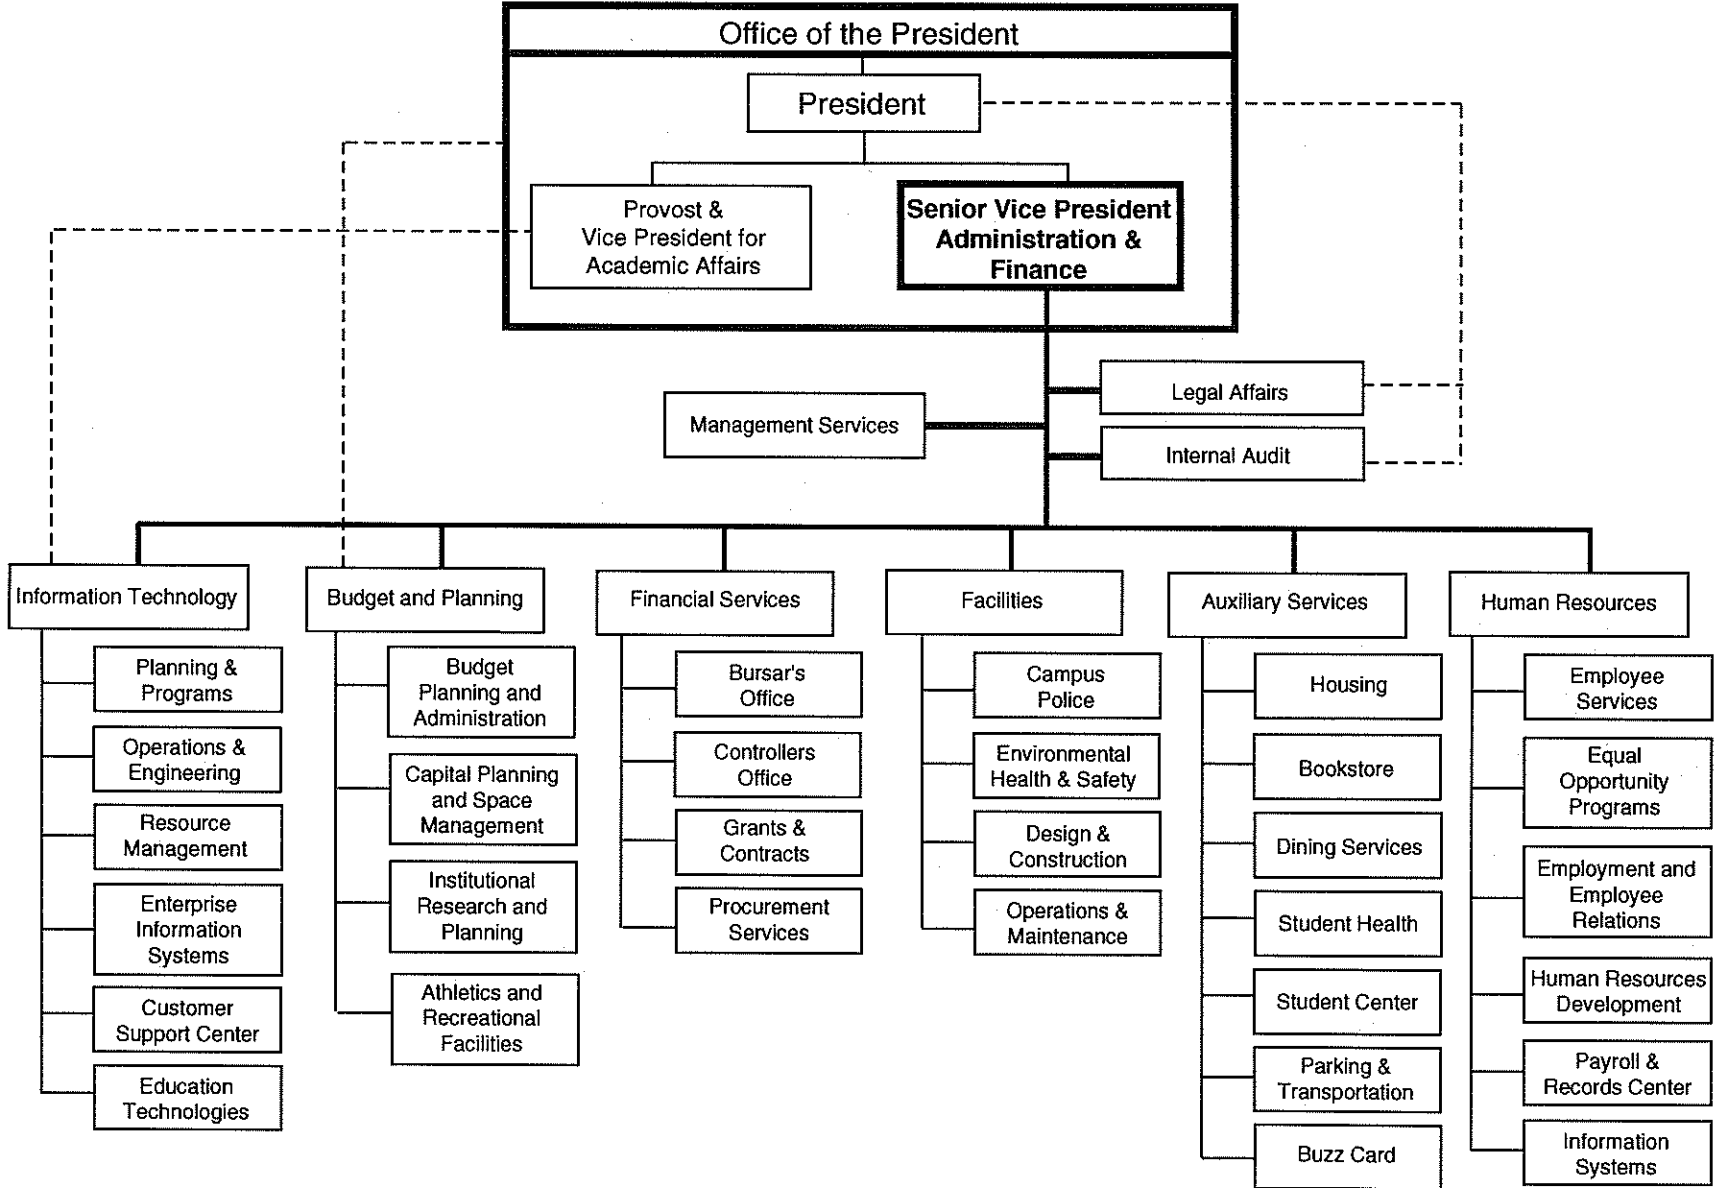 Office of the President
President
Provost &
Vice President for
Academic Affairs
Senior Vice President
Administration &
Finance
Legal Affairs
Management Services
Internal Audit
Information Technology
Planning &
Programs
Operations &
Engineering
Resource
Management
Enterprise
Information
Systems
Customer
Support Center
Education
Technologies
Budget and Planning
Budget
Planning and
Administration
Capital Planning
and Space
Management
Institutional
Research and
Planning
Athletics and
Recreational
Facilities
Financial Services
Bursar's
Office
Controllers
Office
Grants &
Contracts
Procurement
Services
Facilities
Campus
Police
Environmental
Health & Safety
Design &
Construction
Operations &
Maintenance
Auxiliary Services
Housing
Bookstore
Dining Services
Student Health
Student Center
Parking &
Transportation
Buzz Card
Human Resources
Employee
Services
Equal
Opportunity
Programs
Employment and
Employee
Relations
Human Resources
Development
Payroll &
Records Center
Information
Systems